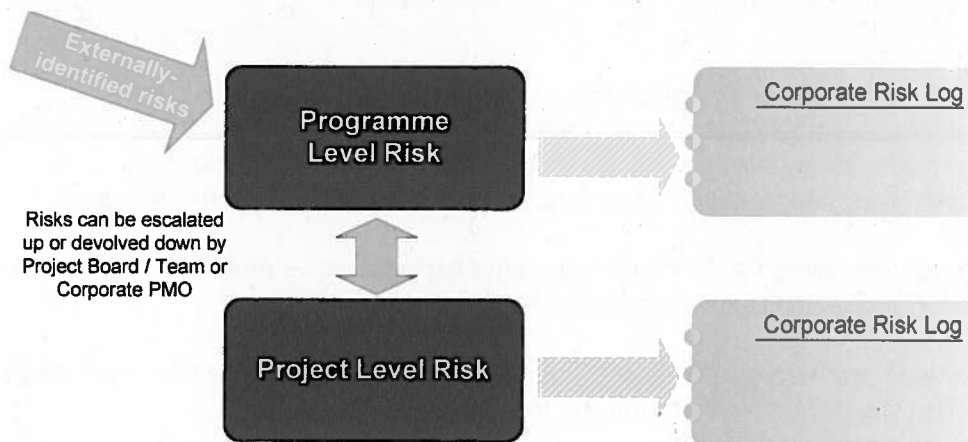 Externally-
identified risks
Programme
Level Risk
Corporate Risk Log
Risks can be escalated
up or devolved down by
Project Board / Team or
Corporate PMO
Project Level Risk
Corporate Risk Log